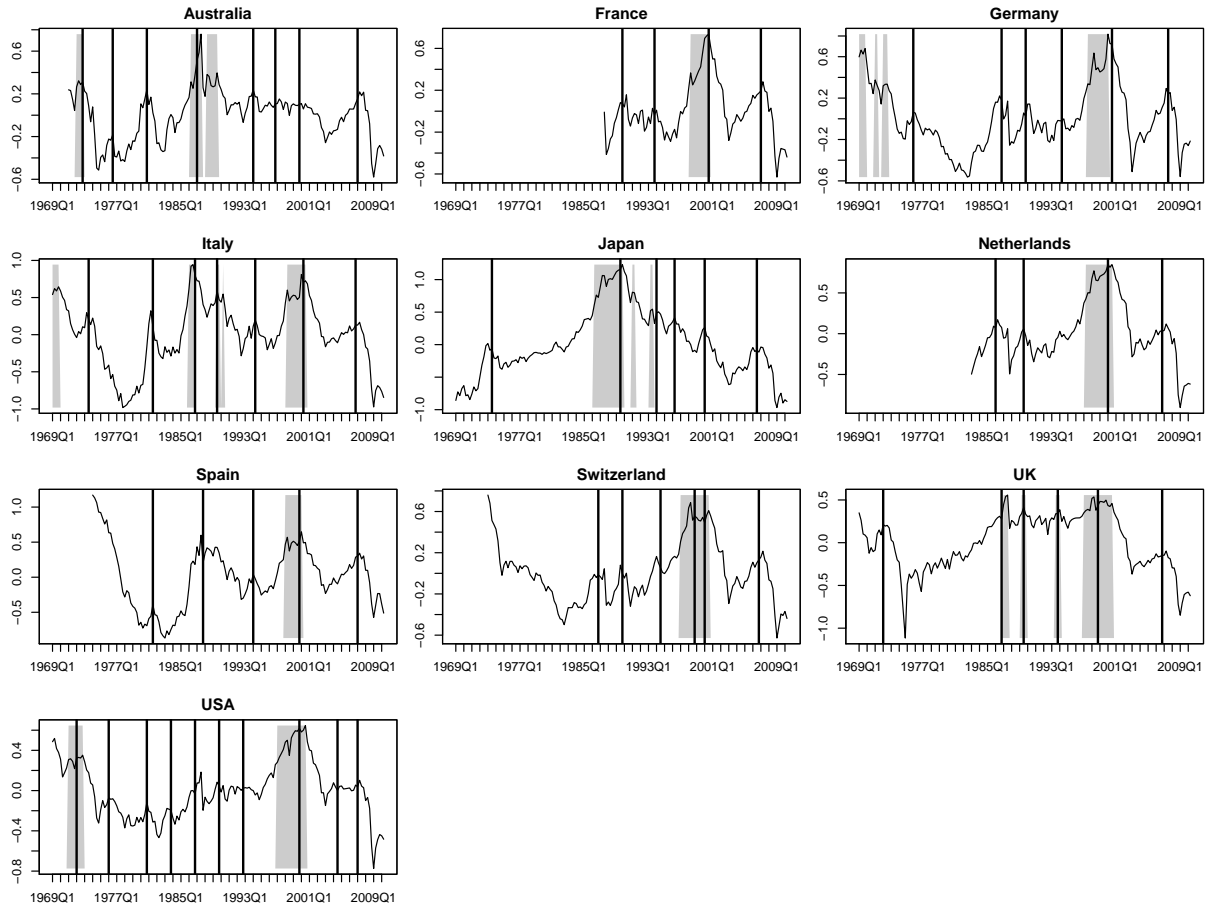 Australia France Germany
0.6 0.6 0.6
0.2 0.2 0.2
−0.2 −0.2 −0.2
−0.6 −0.6 −0.6
1969Q1 1977Q1 1985Q1 1993Q1 2001Q1 2009Q1 1969Q1 1977Q1 1985Q1 1993Q1 2001Q1 2009Q1 1969Q1 1977Q1 1985Q1 1993Q1 2001Q1 2009Q1
Italy Japan Netherlands
1.0 1.0
0.5 0.5
0.0 0.0 0.0
−0.5 −0.5
−1.0 −1.0
1969Q1 1977Q1 1985Q1 1993Q1 2001Q1 2009Q1 1969Q1 1977Q1 1985Q1 1993Q1 2001Q1 2009Q1 1969Q1 1977Q1 1985Q1 1993Q1 2001Q1 2009Q1
Spain Switzerland UK
1.0 0.6 0.5
0.5 0.2 0.0
0.0 −0.2 −0.5
−0.5 −0.6 −1.0
1969Q1 1977Q1 1985Q1 1993Q1 2001Q1 2009Q1 1969Q1 1977Q1 1985Q1 1993Q1 2001Q1 2009Q1 1969Q1 1977Q1 1985Q1 1993Q1 2001Q1 2009Q1
USA
0.4
0.0
−0.4
−0.8
1969Q1 1977Q1 1985Q1 1993Q1 2001Q1 2009Q1